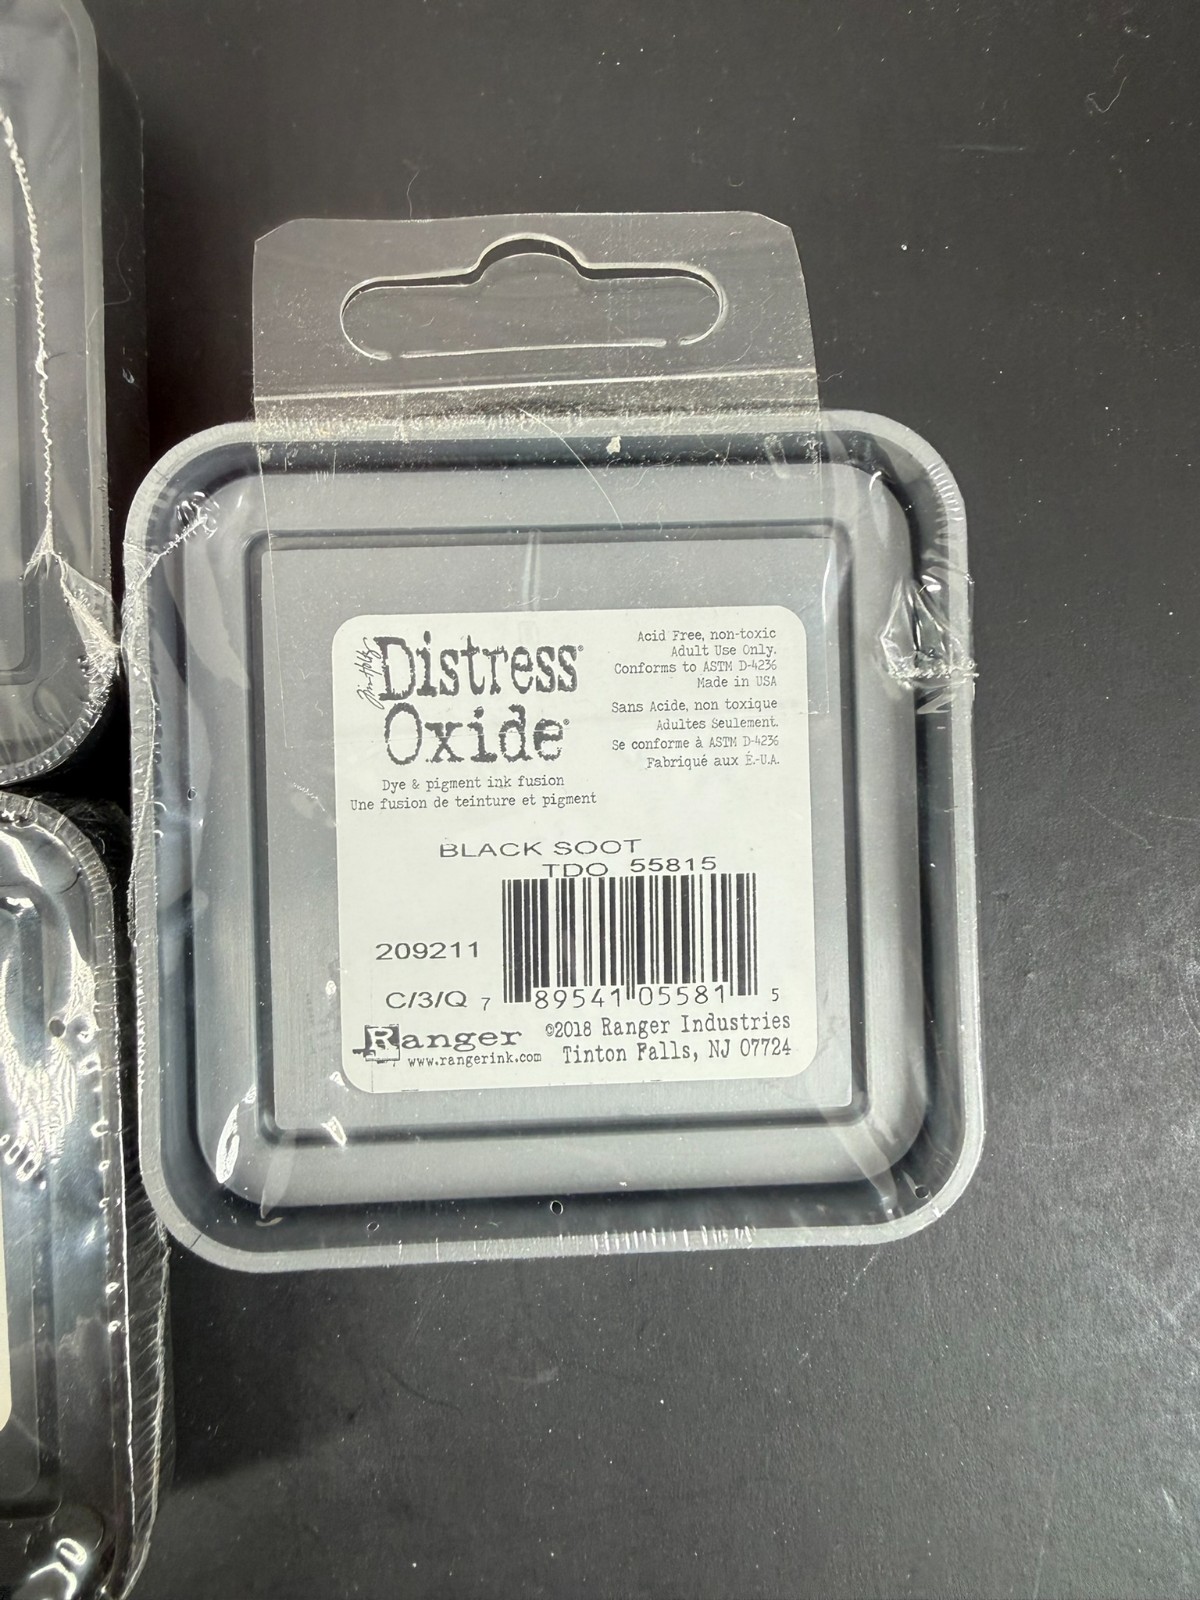 Tim Holtz
Distress®
Oxide®
Dye & pigment ink fusion
Une fusion de teinture et pigment
Acid Free, non-toxic
Adult Use Only.
Conforms to ASTM D-4236
Made in USA
Sans Acide, non toxique
Adultes Seulement.
Se conforme à ASTM D-4236
Fabriqué aux É.-U.A.
BLACK SOOT
TDO 55815
209211
C/3/Q
7 89541 05581 5
Ranger
www.rangerink.com
©2018 Ranger Industries
Tinton Falls, NJ 07724